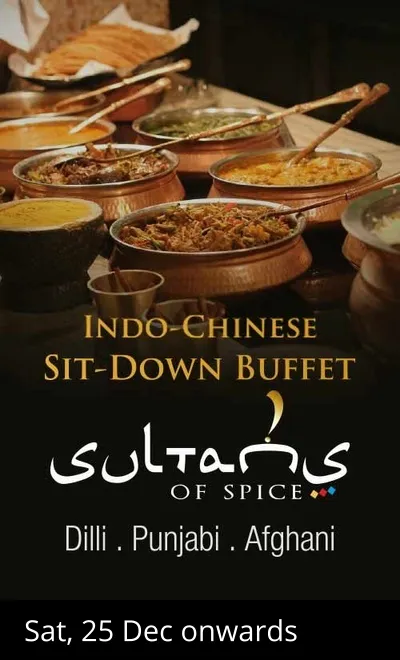 Indo-Chinese
Sit-Down Buffet
sultans
OF SPICE
Dilli . Punjabi . Afghani
Sat, 25 Dec onwards